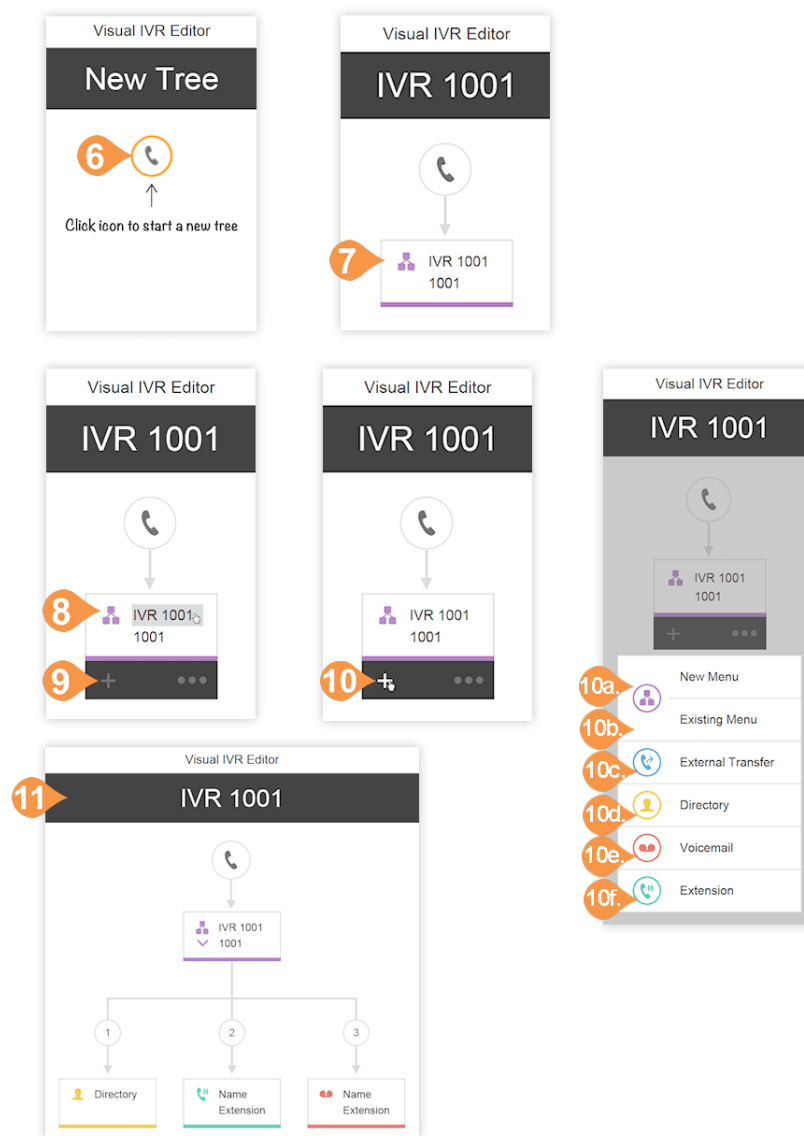 Visual IVR Editor
New Tree
6
Click icon to start a new tree
Visual IVR Editor
IVR 1001
7
IVR 1001
1001
Visual IVR Editor
IVR 1001
8
IVR 1001
1001
9
Visual IVR Editor
IVR 1001
IVR 1001
1001
10
Visual IVR Editor
IVR 1001
IVR 1001
1001
10a.
New Menu
10b.
Existing Menu
10c.
External Transfer
10d.
Directory
10e.
Voicemail
10f.
Extension
Visual IVR Editor
11
IVR 1001
IVR 1001
1001
1
2
3
Directory
Name
Extension
Name
Extension